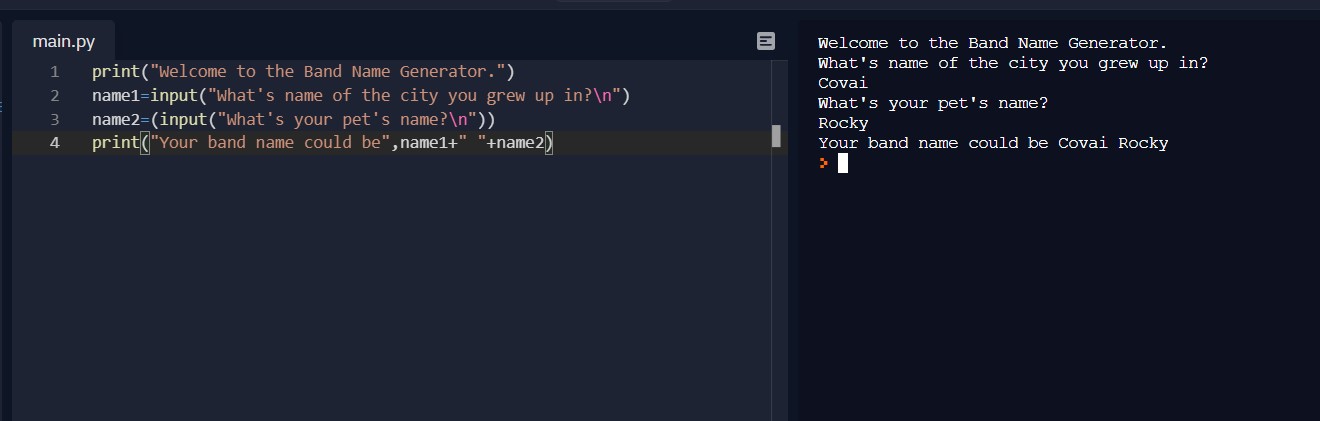 main.py
1 print("Welcome to the Band Name Generator.")
2 name1=input("What's name of the city you grew up in?\n")
3 name2=(input("What's your pet's name?\n"))
4 print("Your band name could be",name1+" "+name2)
Welcome to the Band Name Generator.
What's name of the city you grew up in?
Covai
What's your pet's name?
Rocky
Your band name could be Covai Rocky
>